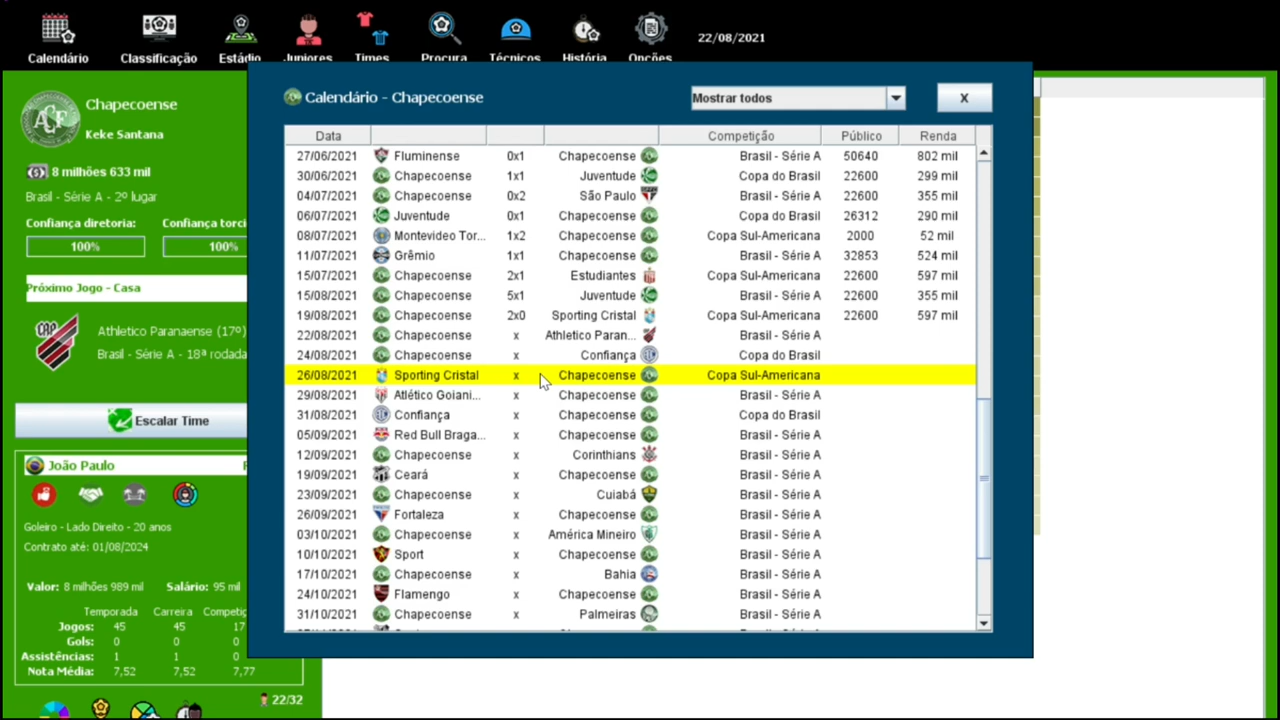 Calendário Classificação Estádio Juniores Times Procura Técnicos História Opções 22/08/2021
Chapecoense
Keke Santana
8 milhões 633 mil
Brasil - Série A - 2º lugar
Confiança diretoria: Confiança torci
100% 100%
Próximo Jogo - Casa
CAP
Athletico Paranaense (17º)
Brasil - Série A - 18ª rodada
Escalar Time
João Paulo
Goleiro - Lado Direito - 20 anos
Contrato até: 01/08/2024
Valor: 8 milhões 989 mil Salário: 95 mil
Temporada Carreira Competiç
Jogos: 45 45 17
Gols: 0 0 0
Assistências: 1 1 0
Nota Média: 7,52 7,52 7,77
22/32
Calendário - Chapecoense Mostrar todos X
Data Competição Público Renda
27/06/2021 Fluminense 0x1 Chapecoense Brasil - Série A 50640 802 mil
30/06/2021 Chapecoense 1x1 Juventude Copa do Brasil 22600 299 mil
04/07/2021 Chapecoense 0x2 São Paulo Brasil - Série A 22600 355 mil
06/07/2021 Juventude 0x1 Chapecoense Copa do Brasil 26312 290 mil
08/07/2021 Montevideo Tor... 1x2 Chapecoense Copa Sul-Americana 2000 52 mil
11/07/2021 Grêmio 1x1 Chapecoense Brasil - Série A 32853 524 mil
15/07/2021 Chapecoense 2x1 Estudiantes Copa Sul-Americana 22600 597 mil
15/08/2021 Chapecoense 5x1 Juventude Brasil - Série A 22600 355 mil
19/08/2021 Chapecoense 2x0 Sporting Cristal Copa Sul-Americana 22600 597 mil
22/08/2021 Chapecoense x Athletico Paran... Brasil - Série A
24/08/2021 Chapecoense x Confiança Copa do Brasil
26/08/2021 Sporting Cristal x Chapecoense Copa Sul-Americana
29/08/2021 Atlético Goiani... x Chapecoense Brasil - Série A
31/08/2021 Confiança x Chapecoense Copa do Brasil
05/09/2021 Red Bull Braga... x Chapecoense Brasil - Série A
12/09/2021 Chapecoense x Corinthians Brasil - Série A
19/09/2021 Ceará x Chapecoense Brasil - Série A
23/09/2021 Chapecoense x Cuiabá Brasil - Série A
26/09/2021 Fortaleza x Chapecoense Brasil - Série A
03/10/2021 Chapecoense x América Mineiro Brasil - Série A
10/10/2021 Sport x Chapecoense Brasil - Série A
17/10/2021 Chapecoense x Bahia Brasil - Série A
24/10/2021 Flamengo x Chapecoense Brasil - Série A
31/10/2021 Chapecoense x Palmeiras Brasil - Série A